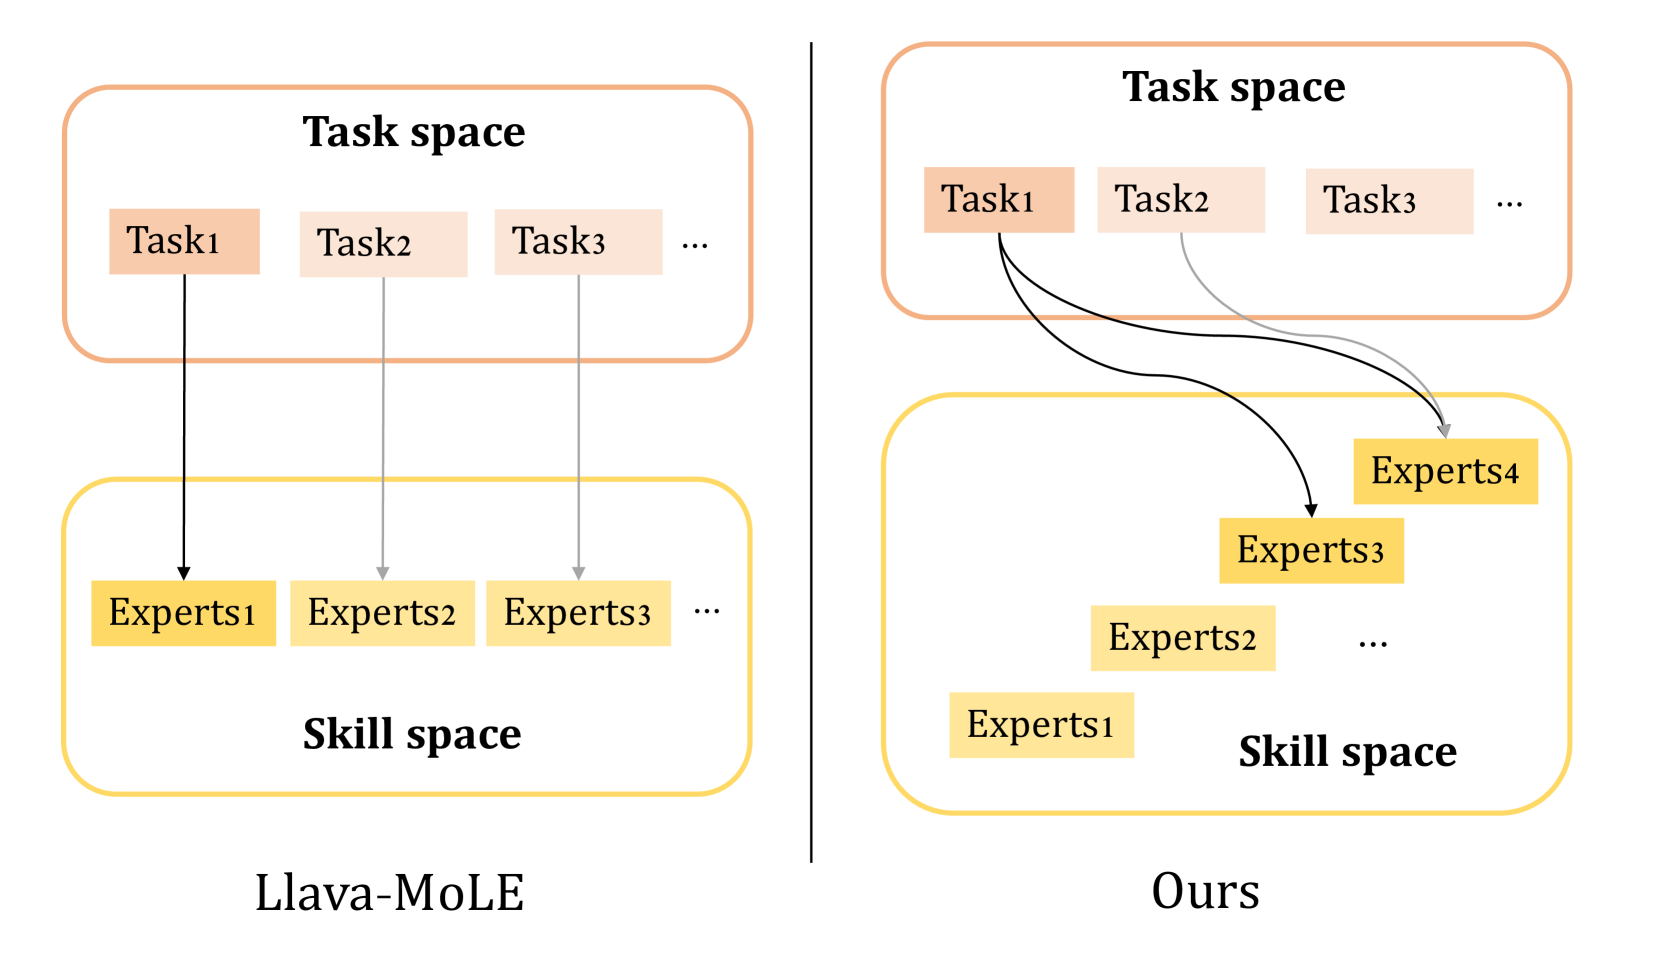 Task space
Task1 Task2 Task3 ...
Experts1 Experts2 Experts3 ...
Skill space
Llava-MoLE
Task space
Task1 Task2 Task3 ...
Experts4
Experts3
Experts2 ...
Experts1
Skill space
Ours